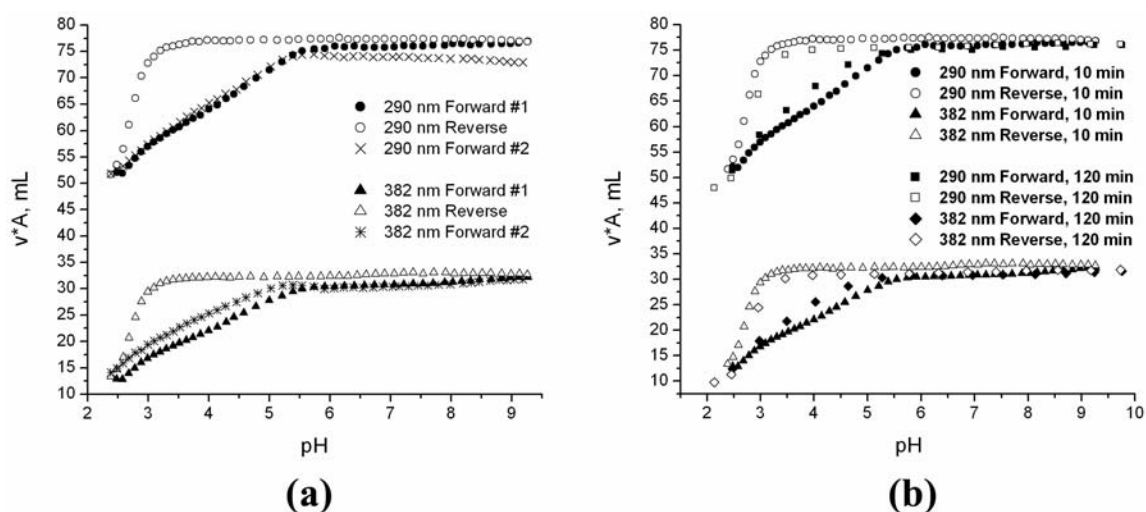 80
75
70
65
60
55
50
45
40
35
30
25
20
15
10
v*A, mL
290 nm Forward #1
290 nm Reverse
290 nm Forward #2
382 nm Forward #1
382 nm Reverse
382 nm Forward #2
2 3 4 5 6 7 8 9
pH
(a)
80
75
70
65
60
55
50
45
40
35
30
25
20
15
10
v*A, mL
290 nm Forward, 10 min
290 nm Reverse, 10 min
382 nm Forward, 10 min
382 nm Reverse, 10 min
290 nm Forward, 120 min
290 nm Reverse, 120 min
382 nm Forward, 120 min
382 nm Reverse, 120 min
2 3 4 5 6 7 8 9 10
pH
(b)